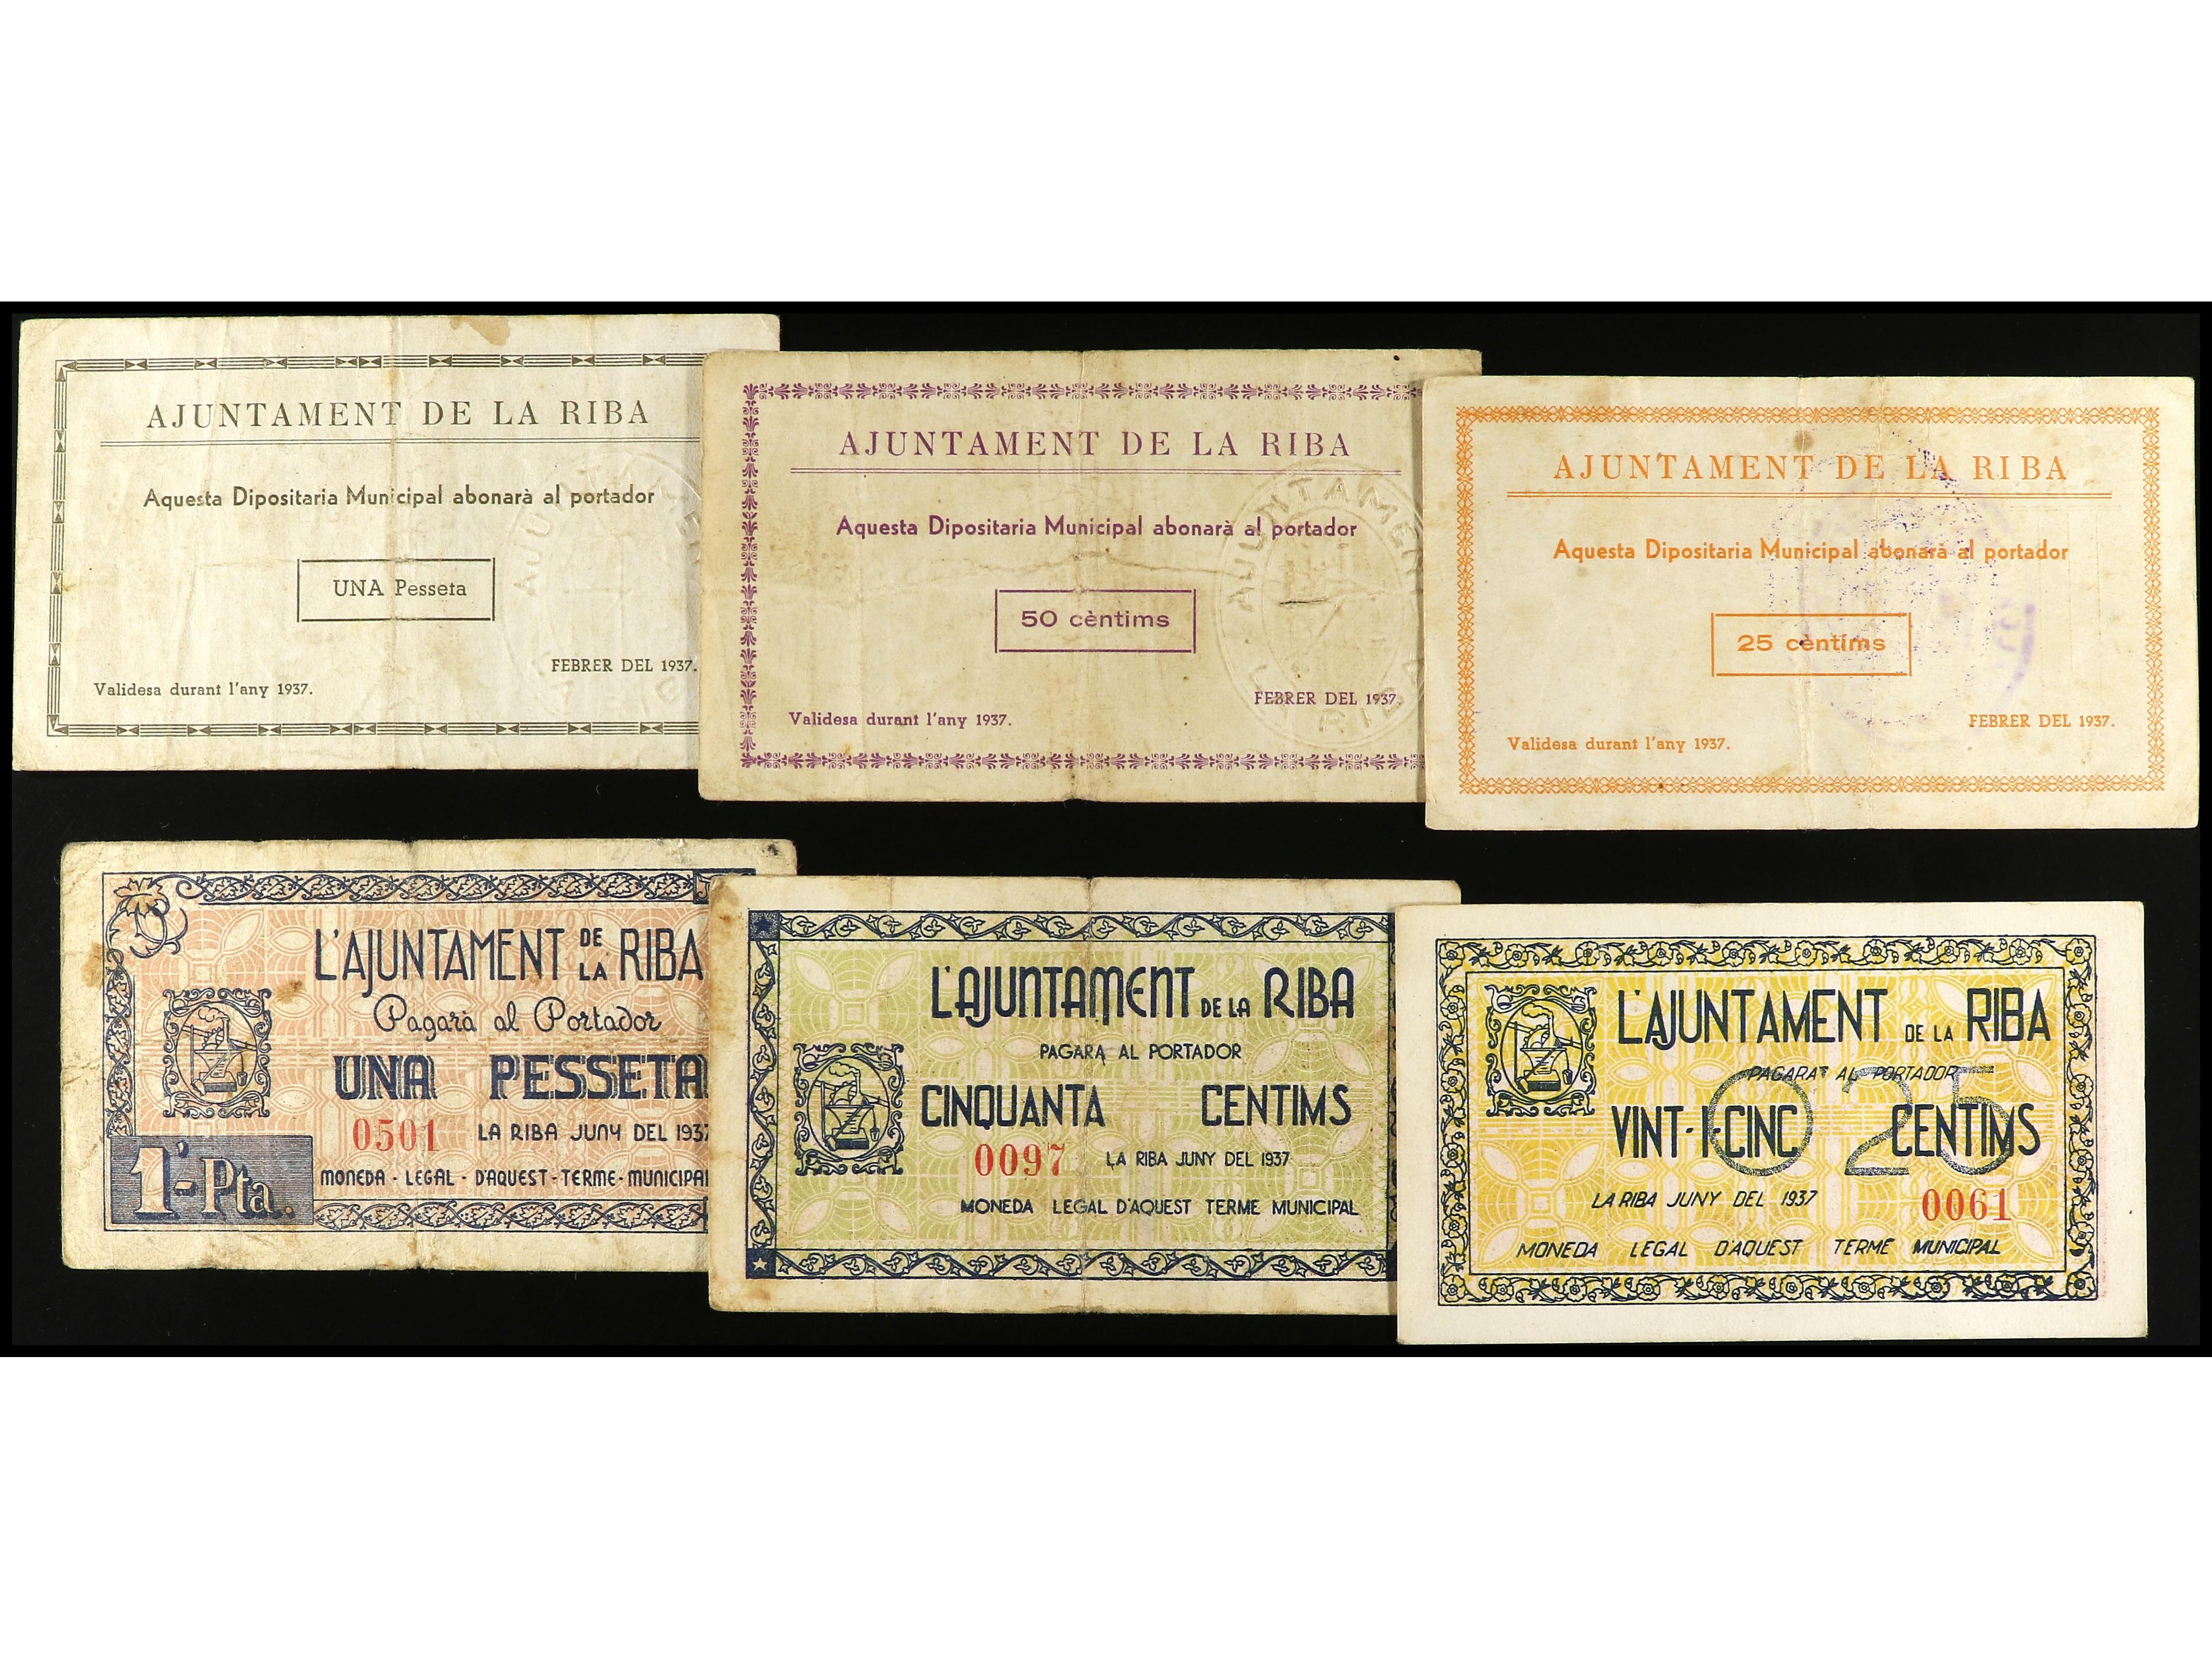 AJUNTAMENT DE LA RIBA
Aquesta Dipositaria Municipal abonarà al portador
UNA Pesseta
FEBRER DEL 1937.
Validesa durant l'any 1937.
AJUNTAMENT DE LA RIBA
Aquesta Dipositaria Municipal abonarà al portador
50 cèntims
FEBRER DEL 1937
Validesa durant l'any 1937.
AJUNTAMENT
AJUNTAMENT DE LA RIBA
Aquesta Dipositaria Municipal abonarà al portador
25 cèntims
FEBRER DEL 1937.
Validesa durant l'any 1937.
L'AJUNTAMENT DE LA RIBA
Pagarà al Portador
UNA PESSETA
0501 LA RIBA JUNY DEL 1937
1'-Pta.
MONEDA - LEGAL - D'AQUEST - TERME - MUNICIPAL
L'AJUNTAMENT DE LA RIBA
PAGARA AL PORTADOR
CINQUANTA CENTIMS
0097 LA RIBA JUNY DEL 1937
MONEDA LEGAL D'AQUEST TERME MUNICIPAL
L'AJUNTAMENT DE LA RIBA
PAGARA AL PORTADOR
VINT-I-CINC CENTIMS
0 25
LA RIBA JUNY DEL 1937 0061
MONEDA LEGAL D'AQUEST TERME MUNICIPAL